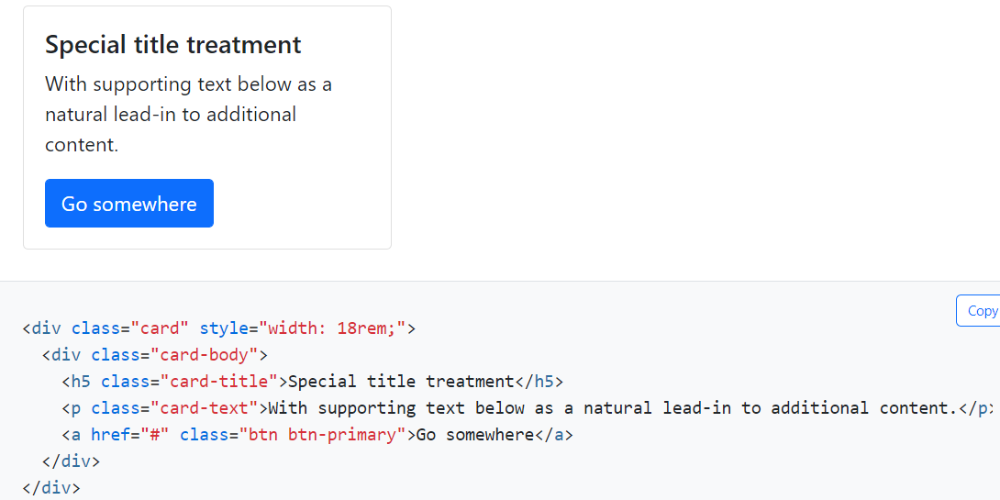 Special title treatment
With supporting text below as a
natural lead-in to additional
content.
Go somewhere
Copy
<div class="card" style="width: 18rem;">
  <div class="card-body">
    <h5 class="card-title">Special title treatment</h5>
    <p class="card-text">With supporting text below as a natural lead-in to additional content.</p>
    <a href="#" class="btn btn-primary">Go somewhere</a>
  </div>
</div>